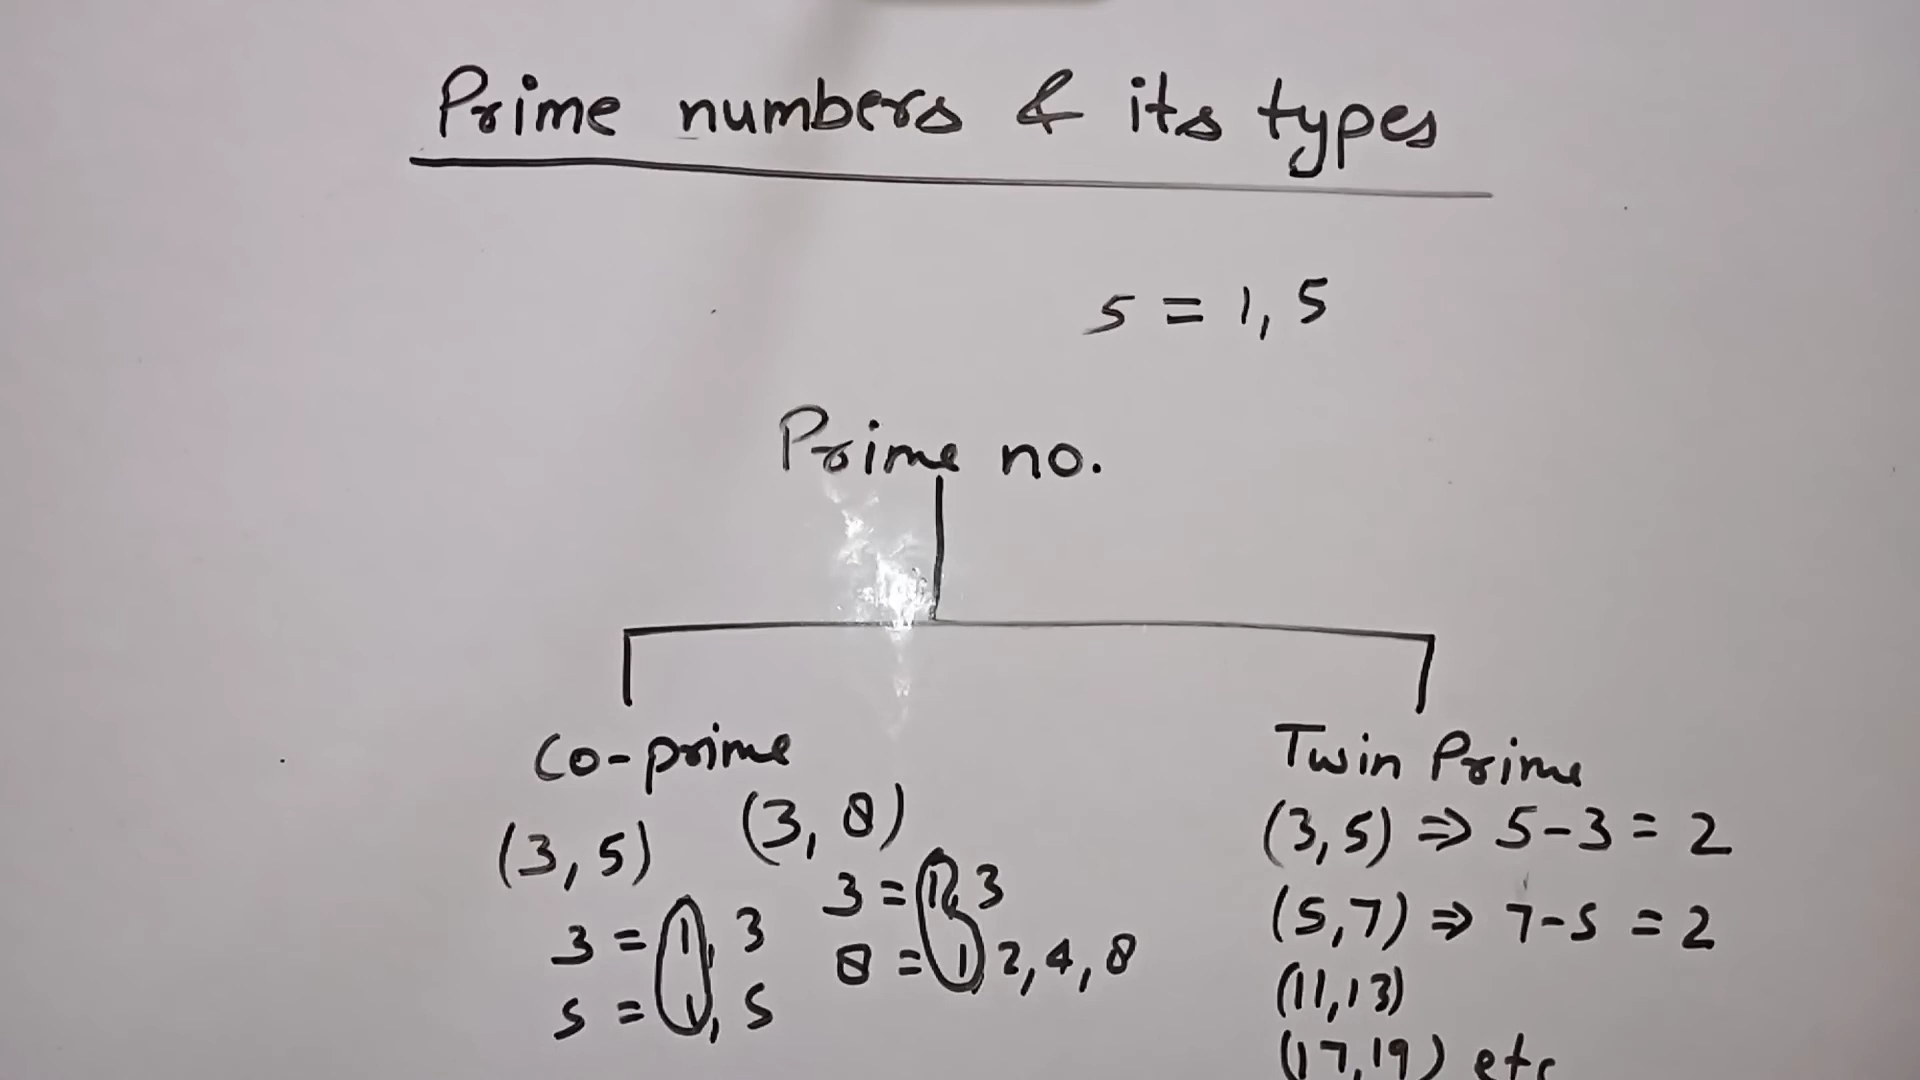 Prime numbers & its types
5 = 1, 5
Prime no.
Co-prime
(3, 5)
3 = 1, 3
5 = 1, 5
(3, 8)
3 = 1, 3
8 = 1, 2, 4, 8
Twin Prime
(3, 5) ⇒ 5 - 3 = 2
(5, 7) ⇒ 7 - 5 = 2
(11, 13)
(17, 19) etc